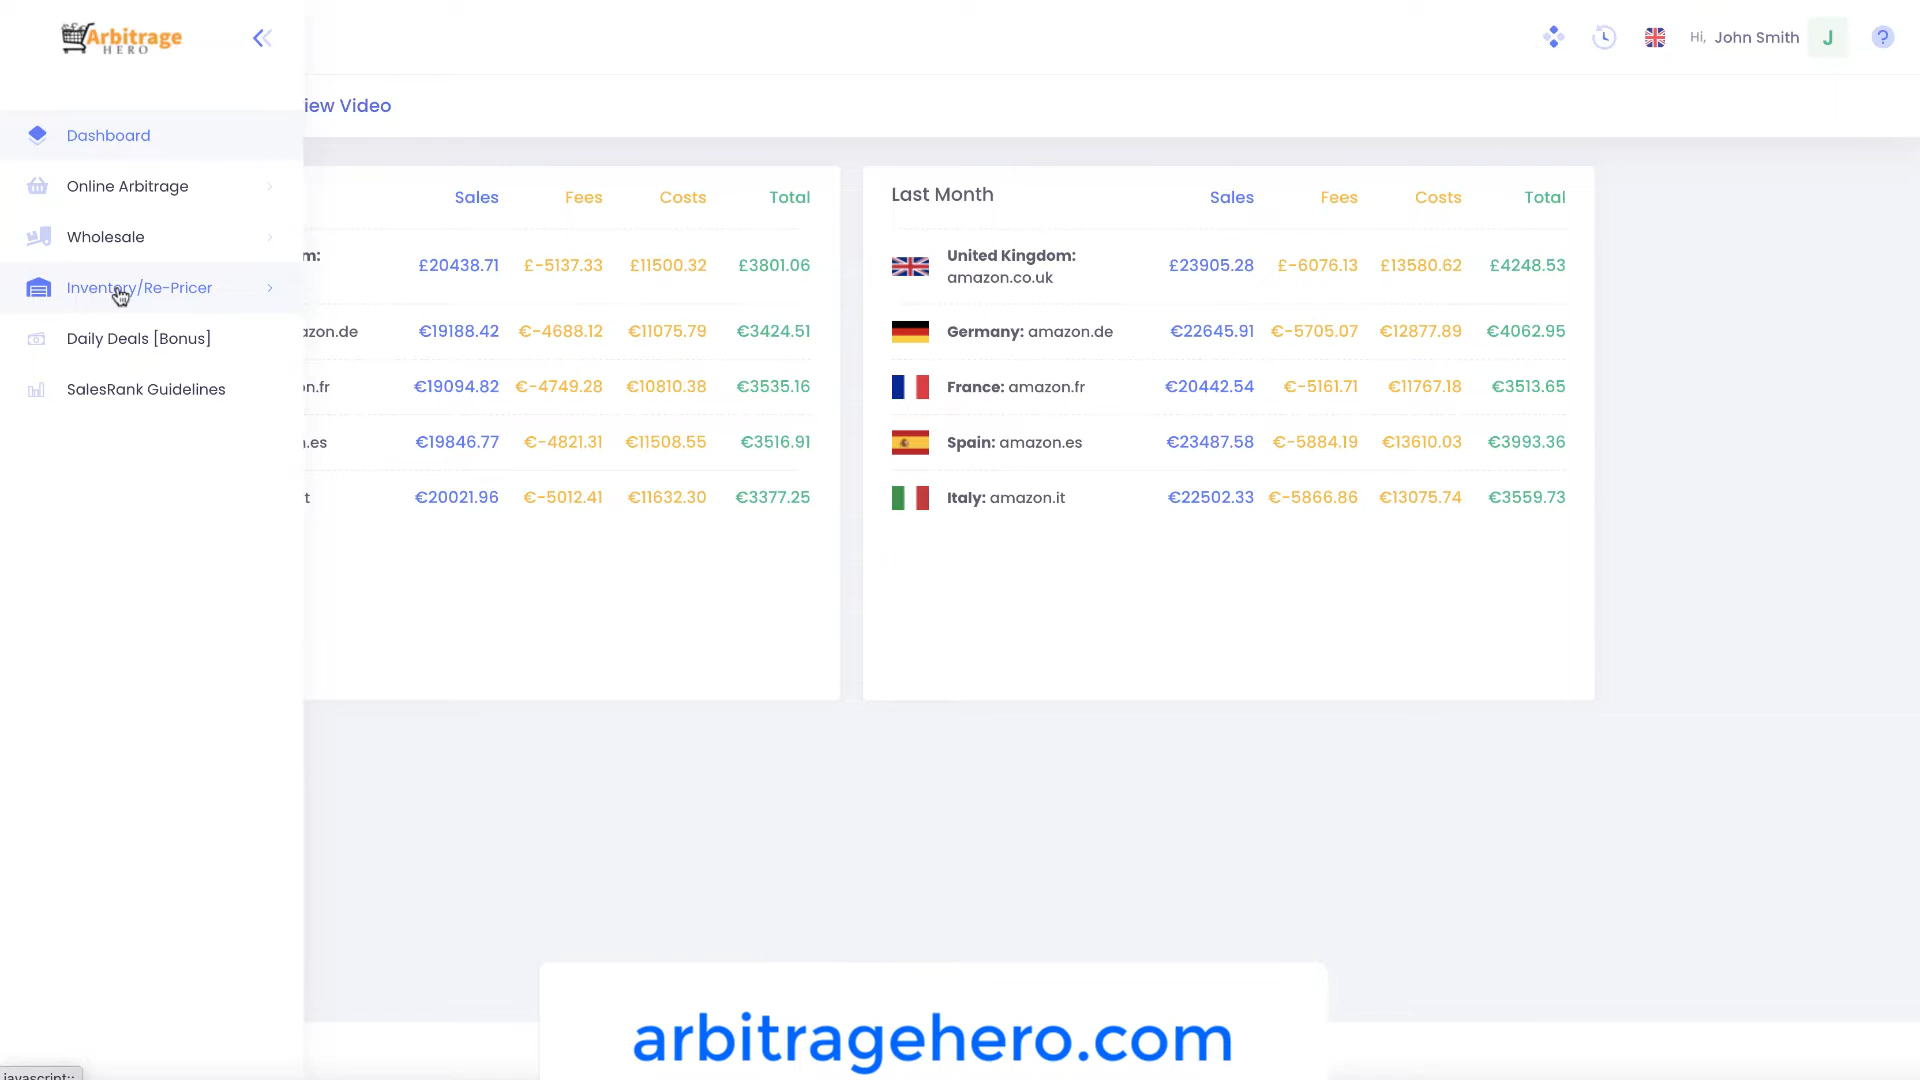 Arbitrage
HERO
Hi, John Smith J ?
iew Video
Dashboard
Online Arbitrage
Wholesale
Inventory/Re-Pricer
Daily Deals [Bonus]
SalesRank Guidelines
Sales Fees Costs Total
m: £20438.71 £-5137.33 £11500.32 £3801.06
azon.de €19188.42 €-4688.12 €11075.79 €3424.51
n.fr €19094.82 €-4749.28 €10810.38 €3535.16
n.es €19846.77 €-4821.31 €11508.55 €3516.91
t €20021.96 €-5012.41 €11632.30 €3377.25
Last Month Sales Fees Costs Total
United Kingdom:
amazon.co.uk £23905.28 £-6076.13 £13580.62 £4248.53
Germany: amazon.de €22645.91 €-5705.07 €12877.89 €4062.95
France: amazon.fr €20442.54 €-5161.71 €11767.18 €3513.65
Spain: amazon.es €23487.58 €-5884.19 €13610.03 €3993.36
Italy: amazon.it €22502.33 €-5866.86 €13075.74 €3559.73
arbitragehero.com
javascript:;